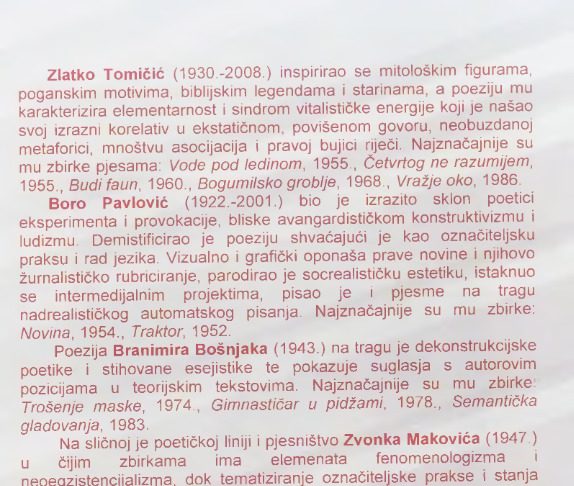 Zlatko Tomičić (1930.-2008.) inspirirao se mitološkim figurama,
poganskim motivima, biblijskim legendama i starinama, a poeziju mu
karakterizira elementarnost i sindrom vitalističke energije koji je našao
svoj izrazni korelativ u ekstatičnom, povišenom govoru, neobuzdanoj
metaforici, mnoštvu asocijacija i pravoj bujici riječi. Najznačajnije su
mu zbirke pjesama: Vode pod ledinom, 1955., Četvrtog ne razumijem,
1955., Budi faun, 1960., Bogumilsko groblje, 1968., Vražje oko, 1986.
Boro Pavlović (1922.-2001.) bio je izrazito sklon poetici
eksperimenta i provokacije, bliske avangardističkom konstruktivizmu i
ludizmu. Demistificirao je poeziju shvaćajući je kao označiteljsku
praksu i rad jezika. Vizualno i grafički oponaša prave novine i njihovo
žurnalističko rubriciranje, parodirao je socrealističku estetiku, istaknuo
se intermedijalnim projektima, pisao je i pjesme na tragu
nadrealističkog automatskog pisanja. Najznačajnije su mu zbirke:
Novina, 1954., Traktor, 1952.
Poezija Branimira Bošnjaka (1943.) na tragu je dekonstrukcijske
poetike i stihovane esejistike te pokazuje suglasja s autorovim
pozicijama u teorijskim tekstovima. Najznačajnije su mu zbirke:
Trošenje maske, 1974., Gimnastičar u pidžami, 1978., Semantička
gladovanja, 1983.
Na sličnoj je poetičkoj liniji i pjesništvo Zvonka Makovića (1947.)
u čijim zbirkama ima elemenata fenomenologizma i
neoegzistencijalizma, dok tematiziranje označiteljske prakse i stanja